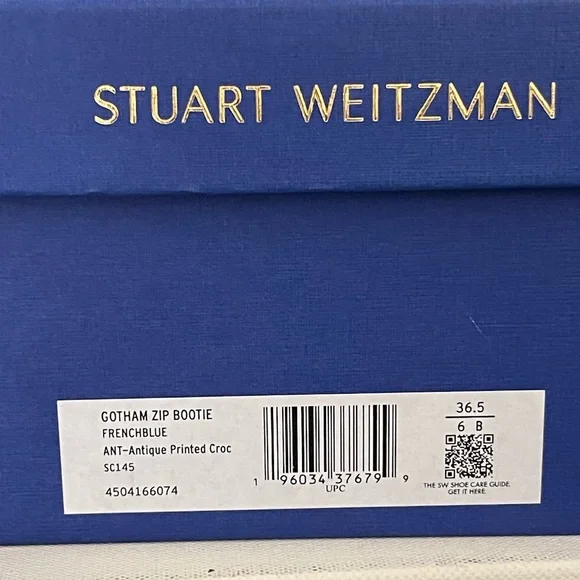 STUART WEITZMAN
GOTHAM ZIP BOOTIE
FRENCHBLUE
ANT-Antique Printed Croc
SC145
4504166074
1 96034 37679 9
UPC
36.5
6 B
THE SW SHOE CARE GUIDE.
GET IT HERE.